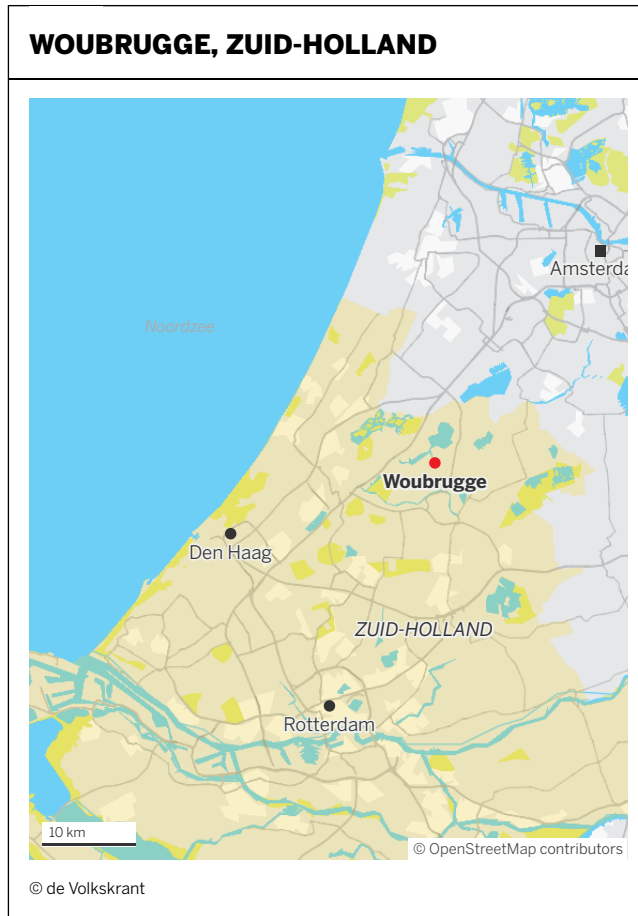 WOUBRUGGE, ZUID-HOLLAND
Amsterda
Noordzee
Woubrugge
Den Haag
ZUID-HOLLAND
Rotterdam
10 km
© OpenStreetMap contributors
© de Volkskrant